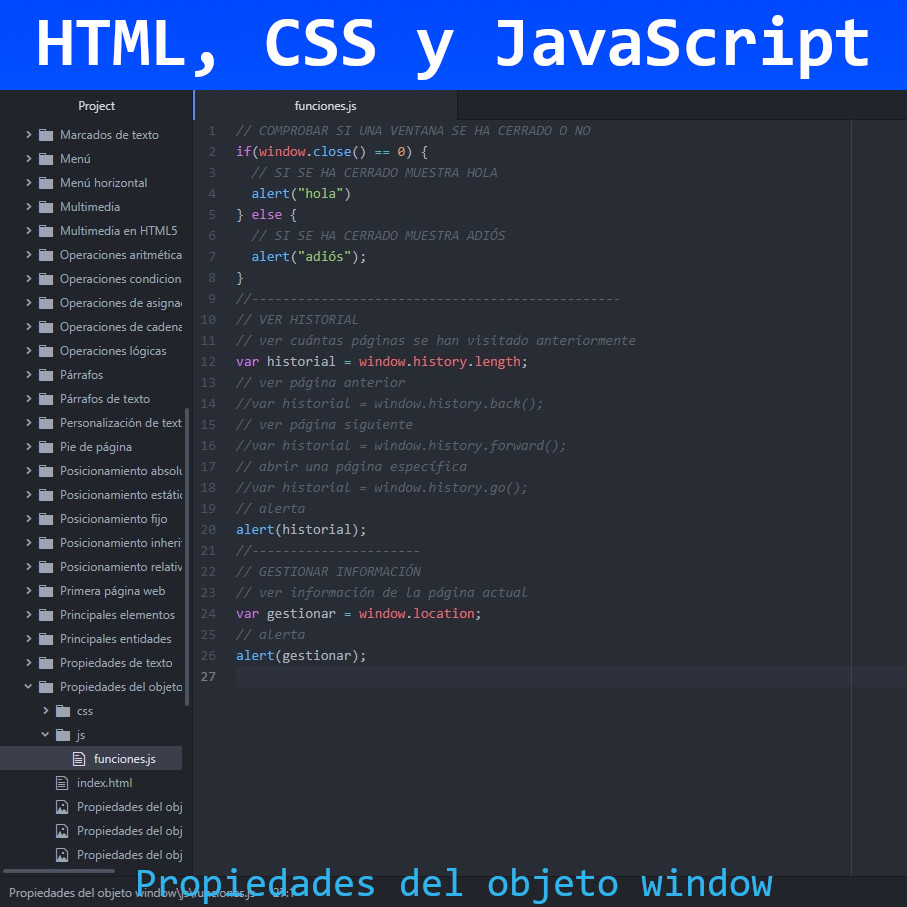 HTML, CSS y JavaScript
Project
Marcados de texto
Menú
Menú horizontal
Multimedia
Multimedia en HTML5
Operaciones aritmética
Operaciones condicion
Operaciones de asigna
Operaciones de cadena
Operaciones lógicas
Párrafos
Párrafos de texto
Personalización de text
Pie de página
Posicionamiento absolu
Posicionamiento estátic
Posicionamiento fijo
Posicionamiento inheri
Posicionamiento relativ
Primera página web
Principales elementos
Principales entidades
Propiedades de texto
Propiedades del objeto
css
js
funciones.js
index.html
Propiedades del obj
Propiedades del obj
Propiedades del obj
funciones.js
1 // COMPROBAR SI UNA VENTANA SE HA CERRADO O NO
2 if(window.close() == 0) {
3 // SI SE HA CERRADO MUESTRA HOLA
4 alert("hola")
5 } else {
6 // SI SE HA CERRADO MUESTRA ADIÓS
7 alert("adiós");
8 }
9 //------------------------------------------------
10 // VER HISTORIAL
11 // ver cuántas páginas se han visitado anteriormente
12 var historial = window.history.length;
13 // ver página anterior
14 //var historial = window.history.back();
15 // ver página siguiente
16 //var historial = window.history.forward();
17 // abrir una página específica
18 //var historial = window.history.go();
19 // alerta
20 alert(historial);
21 //----------------------
22 // GESTIONAR INFORMACIÓN
23 // ver información de la página actual
24 var gestionar = window.location;
25 // alerta
26 alert(gestionar);
27
Propiedades del objeto window\js\funciones.js
Propiedades del objeto window